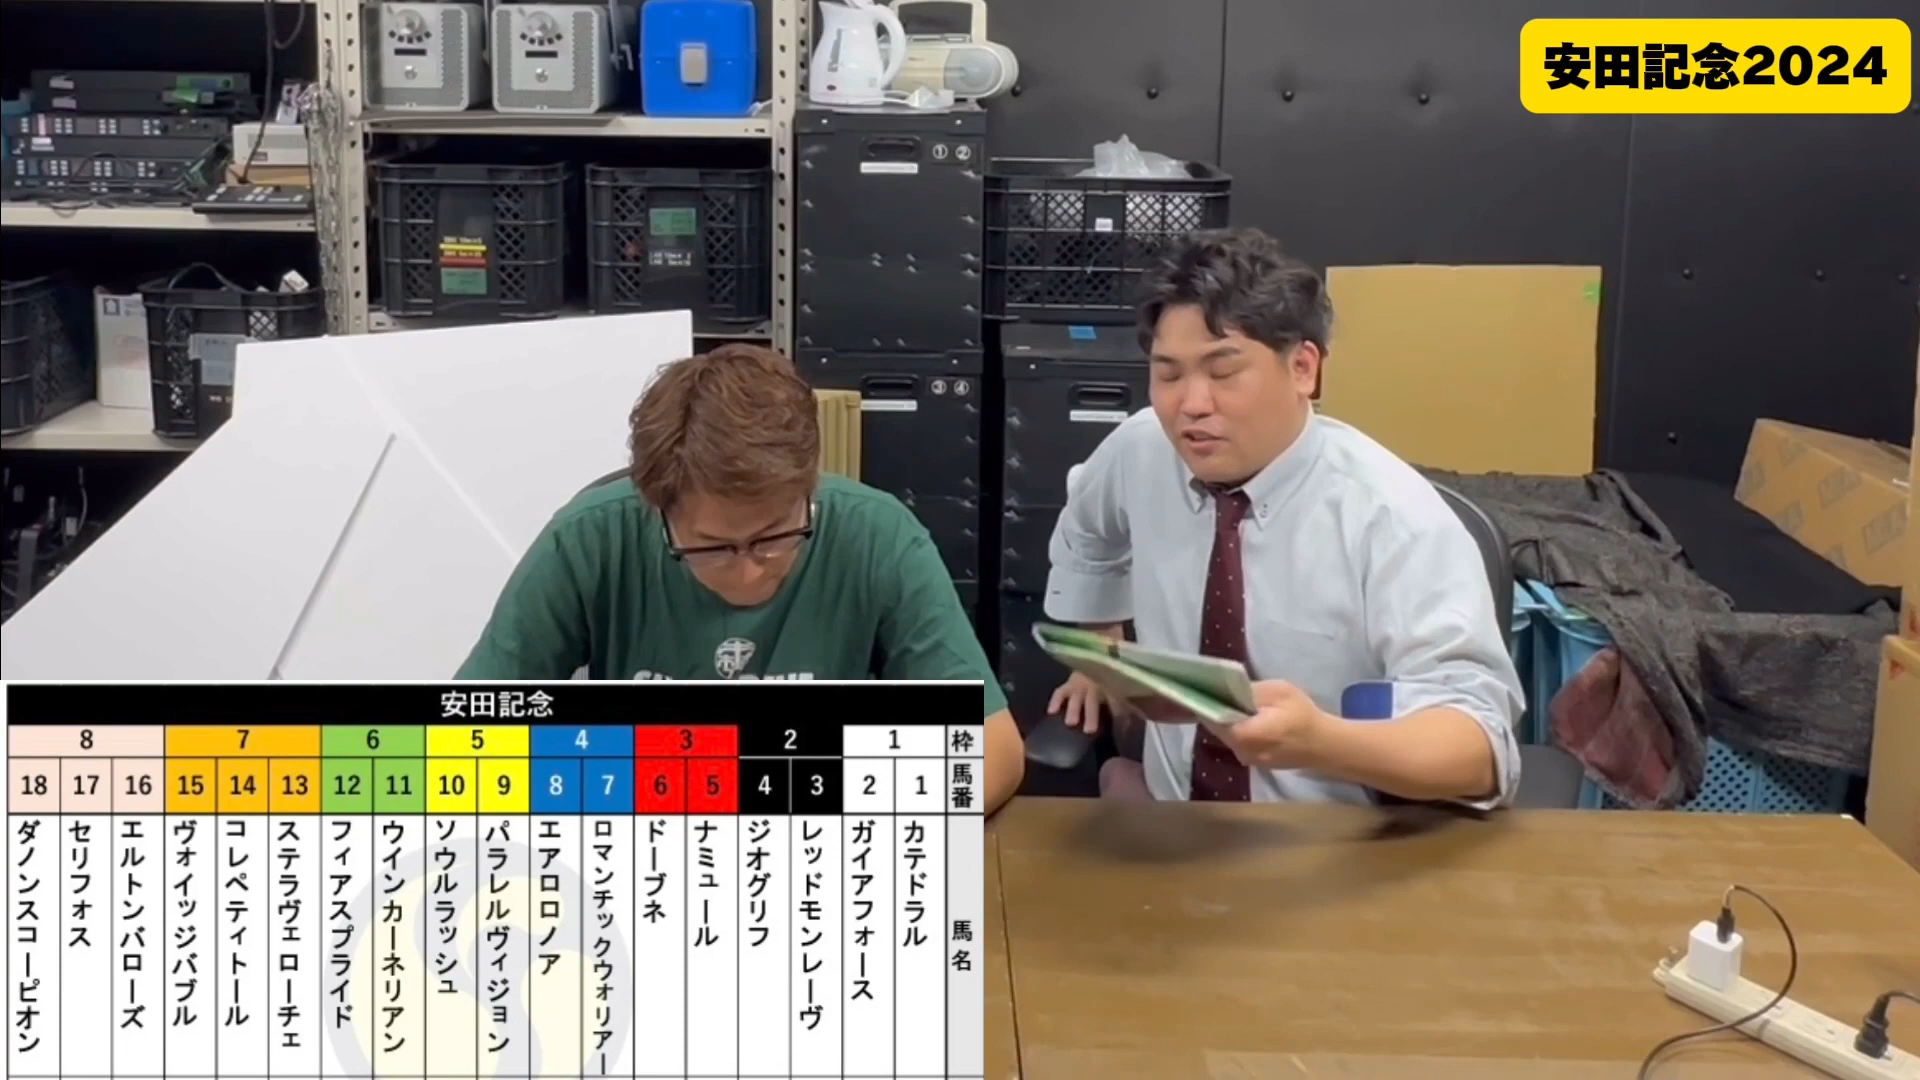 安田記念2024
① ②
③ ④
安田記念
8 7 6 5 4 3 2 1 枠
18 17 16 15 14 13 12 11 10 9 8 7 6 5 4 3 2 1 馬番
馬名
カテドラル
ガイアフォース
レッドモンレーヴ
ジオグリフ
ナミュール
ドーブネ
ロマンチックウォリアー
エアロロノア
パラレルヴィジョン
ソウルラッシュ
ウインカーネリアン
フィアスプライド
ステラヴェローチェ
コレペティトール
ヴォイッジバブル
エルトンバローズ
セリフォス
ダノンスコーピオン